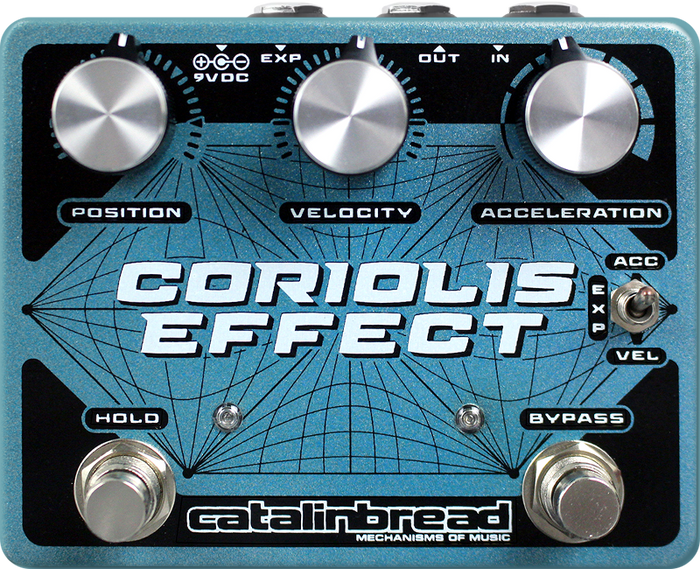 9VDC
EXP
OUT
IN
POSITION
VELOCITY
ACCELERATION
ACC
EXP
VEL
CORIOLIS
EFFECT
HOLD
BYPASS
catalinbread
MECHANISMS OF MUSIC